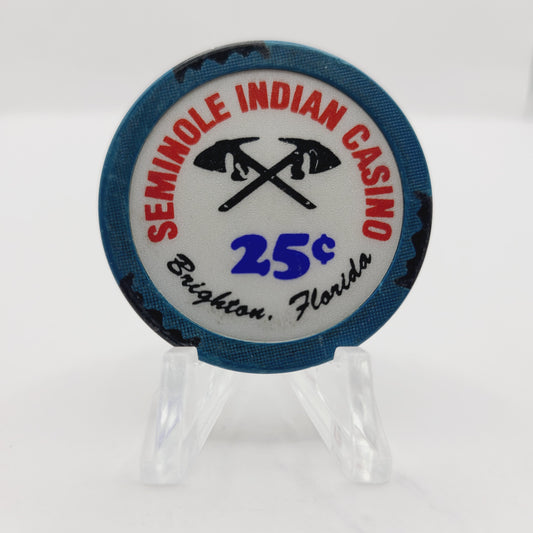 SEMINOLE INDIAN CASINO
25¢
Brighton, Florida